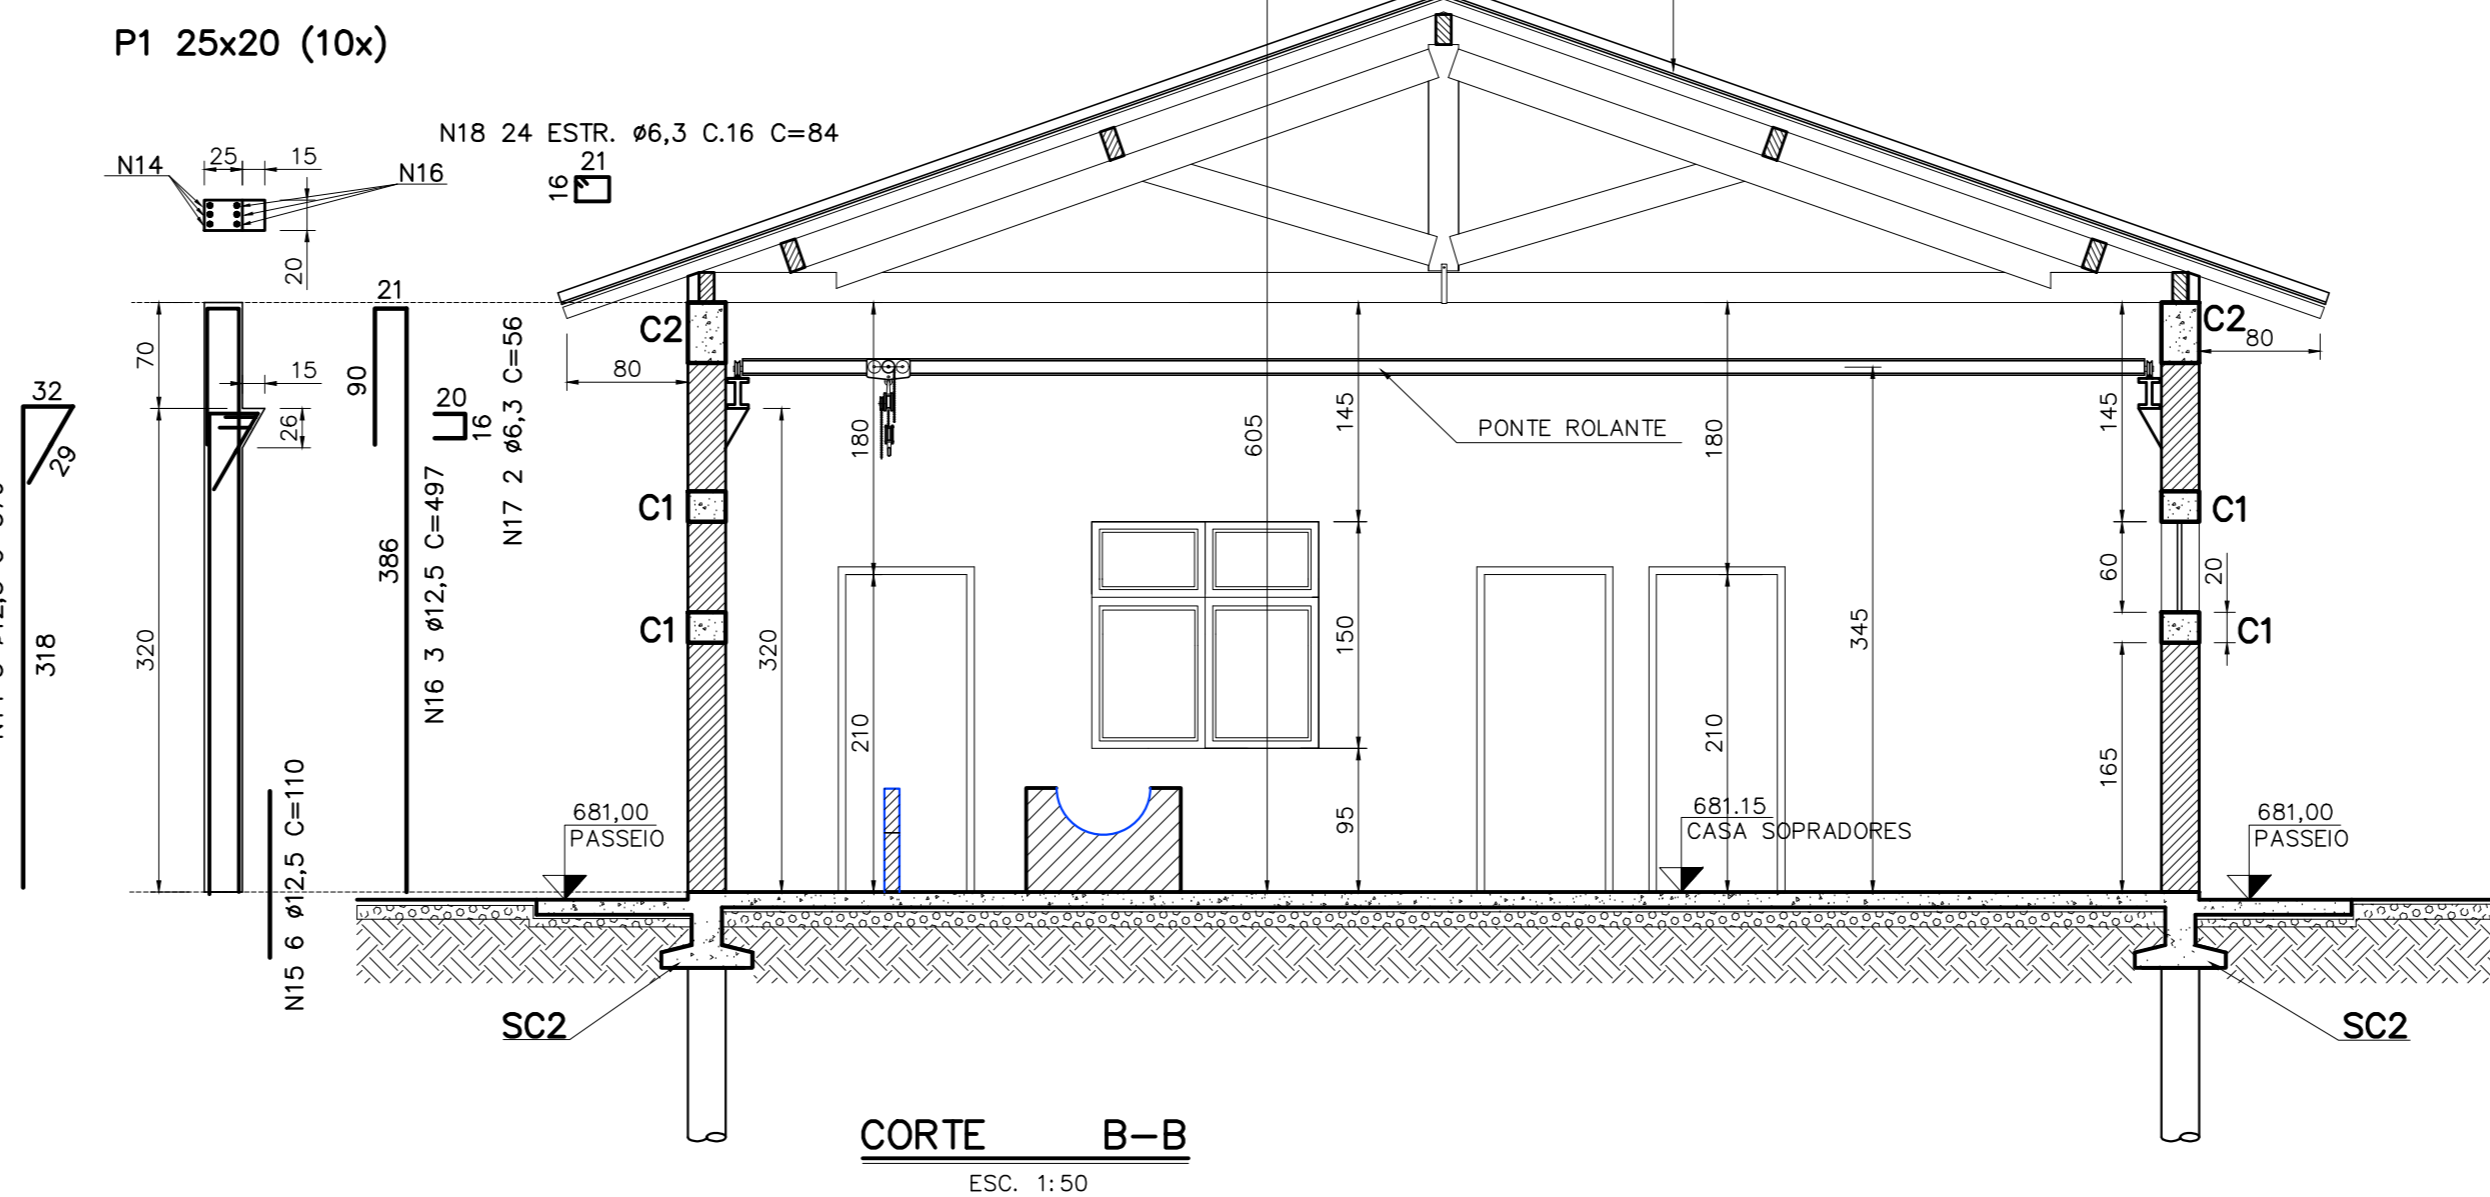 P1 25x20 (10x)
N18 24 ESTR. ø6,3 C.16 C=84
25
15
N14
N16
21
16
20
21
70
15
90
N17 2 ø6,3 C=56
32
29
26
20
16
C2
C2
80
80
180
605
145
PONTE ROLANTE
180
145
C1
C1
386
N16 3 ø12,5 C=497
318
320
C1
320
210
150
210
345
60
20
C1
165
95
N15 6 ø12,5 C=110
681,00
PASSEIO
681.15
CASA SOPRADORES
681,00
PASSEIO
SC2
SC2
CORTE B-B
ESC. 1:50